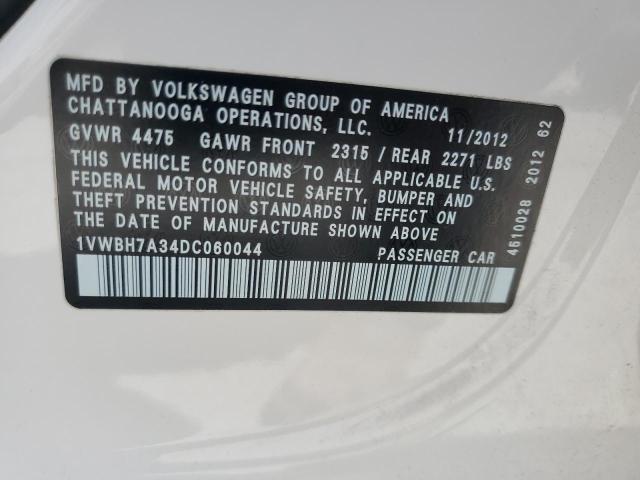 MFD BY VOLKSWAGEN GROUP OF AMERICA
CHATTANOOGA OPERATIONS, LLC. 11/2012
GVWR 4475 GAWR FRONT 2315 / REAR 2271 LBS
THIS VEHICLE CONFORMS TO ALL APPLICABLE U.S.
FEDERAL MOTOR VEHICLE SAFETY, BUMPER AND
THEFT PREVENTION STANDARDS IN EFFECT ON
THE DATE OF MANUFACTURE SHOWN ABOVE
1VWBH7A34DC060044 PASSENGER CAR
4510028 2012 62